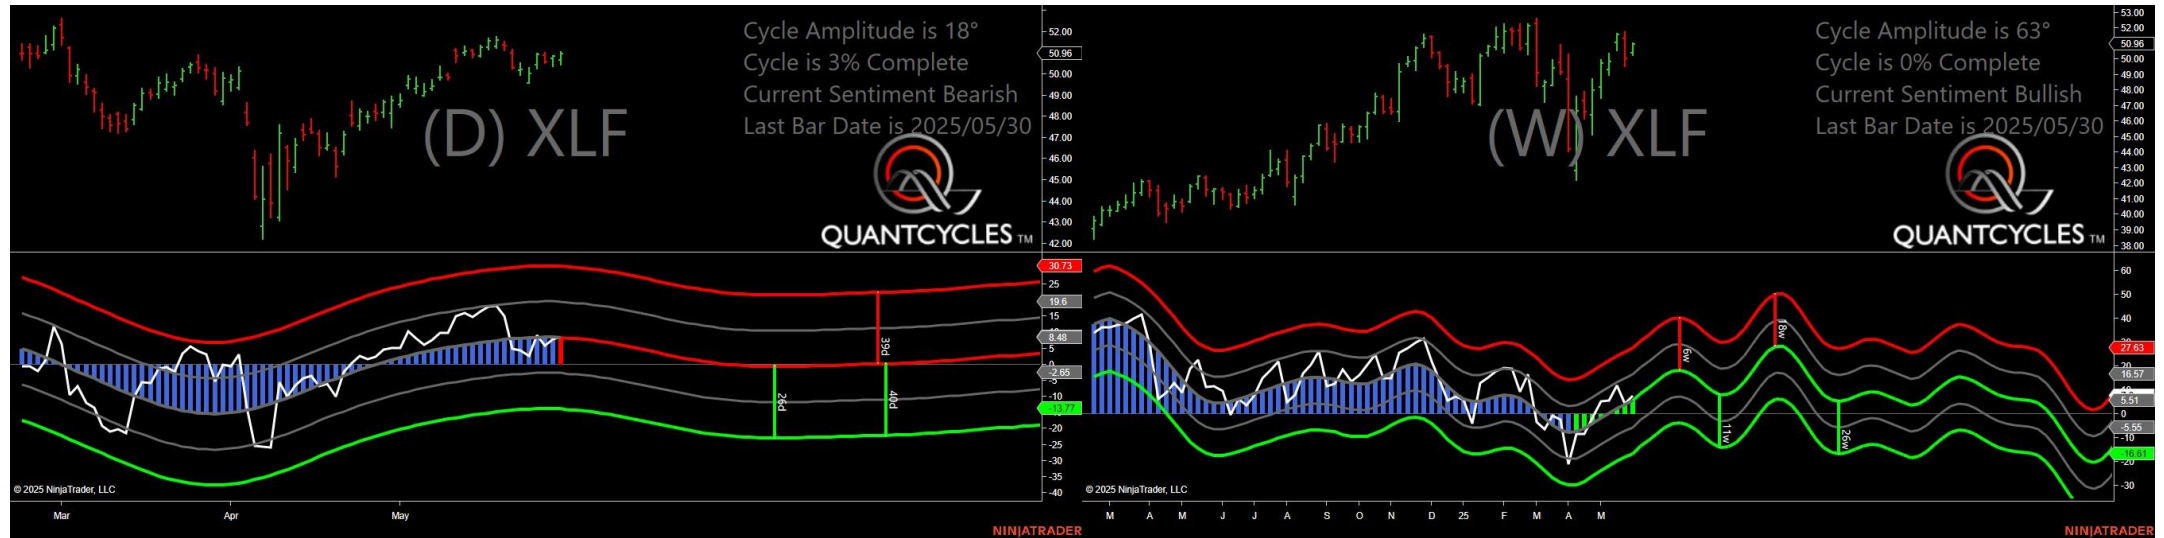 Cycle Amplitude is 18°
Cycle is 3% Complete
Current Sentiment Bearish
Last Bar Date is 2025/05/30
(D) XLF
QUANTCYCLES TM
52.00
50.96
50.00
49.00
48.00
47.00
46.00
45.00
44.00
43.00
42.00
30.73
25
19.6
15
8.48
5
0
-2.65
-5
-10
-13.77
-20
-25
-30
-35
-40
26d
39d
40d
© 2025 NinjaTrader, LLC
Mar
Apr
May
NINJATRADER
Cycle Amplitude is 63°
Cycle is 0% Complete
Current Sentiment Bullish
Last Bar Date is 2025/05/30
(W) XLF
QUANTCYCLES TM
53.00
52.00
50.96
50.00
49.00
48.00
47.00
46.00
45.00
44.00
43.00
42.00
41.00
40.00
39.00
38.00
60
50
40
27.63
16.57
5.51
0
-5.55
-10
-16.61
-20
-30
6w
11w
18w
26w
© 2025 NinjaTrader, LLC
M A M J J A S O N D 25 F M A M
NINJATRADER